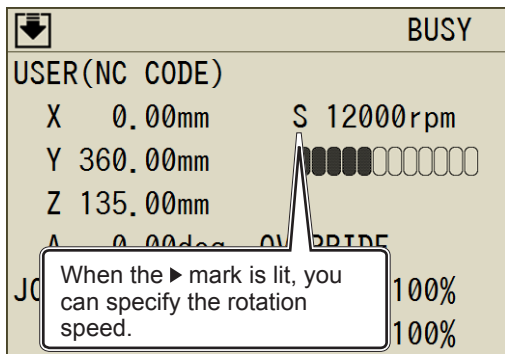 BUSY
USER(NC CODE)
X 0.00mm S 12000rpm
Y 360.00mm
Z 135.00mm
When the ▶ mark is lit, you
can specify the rotation
speed.
100%
100%